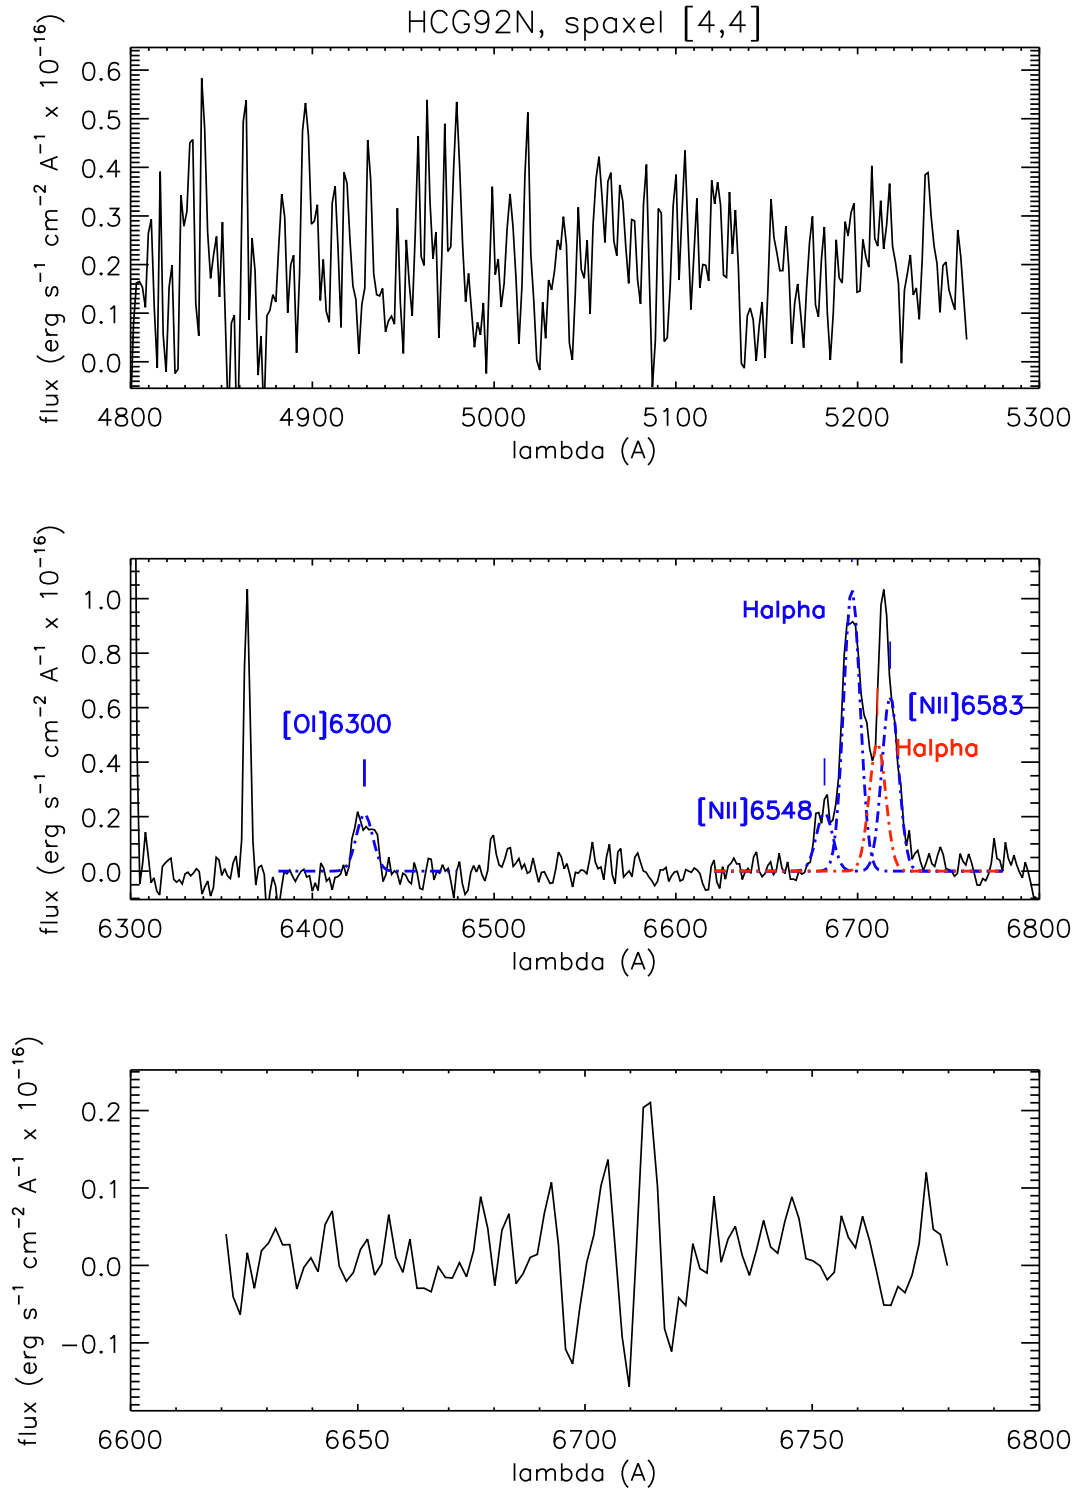 HCG92N, spaxel [4,4]
flux (erg s−1 cm−2 A−1 x 10−16)
0.6
0.5
0.4
0.3
0.2
0.1
0.0
4800 4900 5000 5100 5200 5300
lambda (A)
flux (erg s−1 cm−2 A−1 x 10−16)
1.0
0.8
0.6
0.4
0.2
0.0
Halpha
[OI]6300
[NII]6583
Halpha
[NII]6548
6300 6400 6500 6600 6700 6800
lambda (A)
flux (erg s−1 cm−2 A−1 x 10−16)
0.2
0.1
0.0
−0.1
6600 6650 6700 6750 6800
lambda (A)